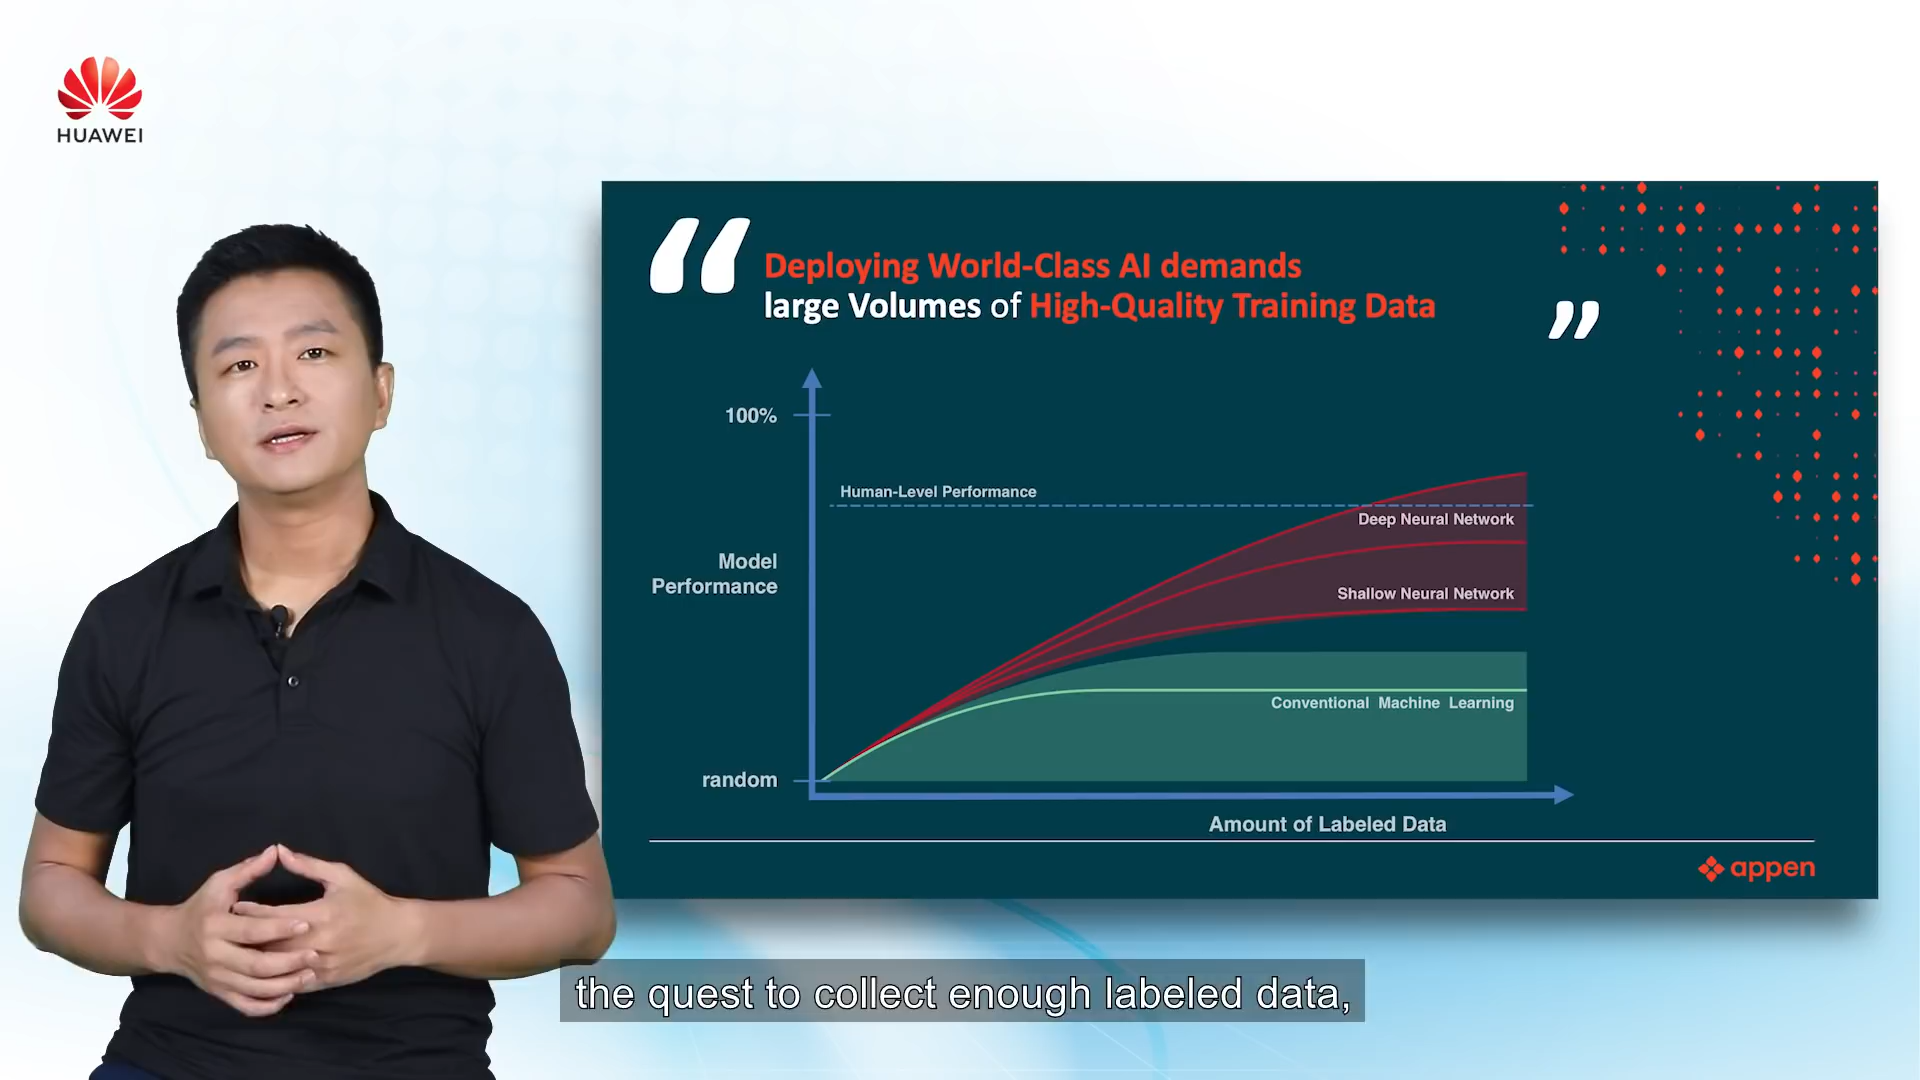 HUAWEI
“
Deploying World-Class AI demands
large Volumes of High-Quality Training Data
”
100%
Human-Level Performance
Deep Neural Network
Model
Performance
Shallow Neural Network
Conventional Machine Learning
random
Amount of Labeled Data
appen
the quest to collect enough labeled data,